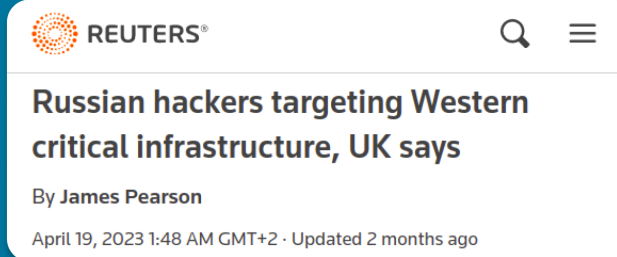 REUTERS®
Russian hackers targeting Western
critical infrastructure, UK says
By James Pearson
April 19, 2023 1:48 AM GMT+2 · Updated 2 months ago